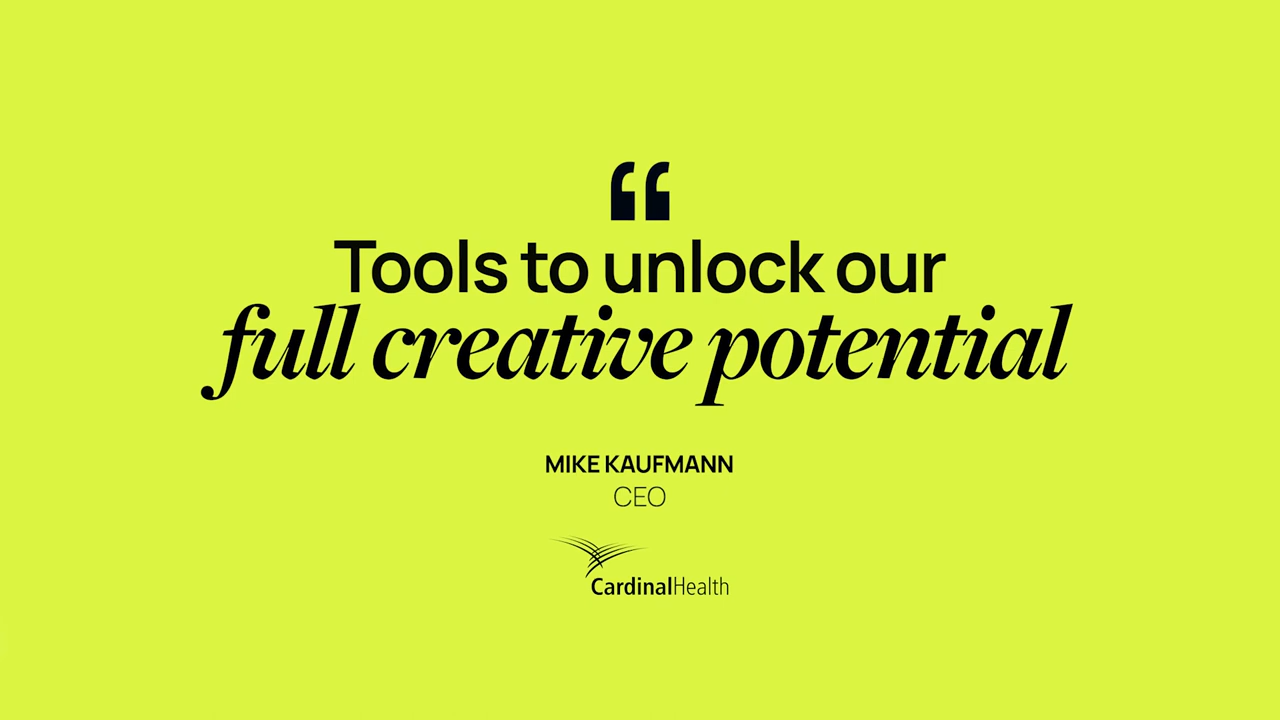 “
Tools to unlock our
full creative potential
MIKE KAUFMANN
CEO
CardinalHealth